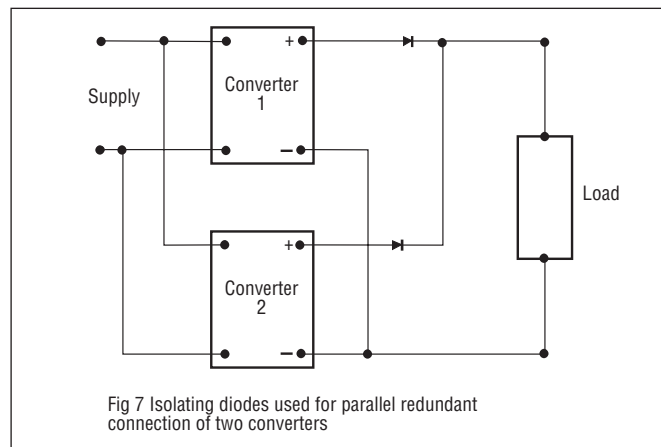 +
Converter
1
Supply
−
Load
+
Converter
2
−
Fig 7 Isolating diodes used for parallel redundant
connection of two converters